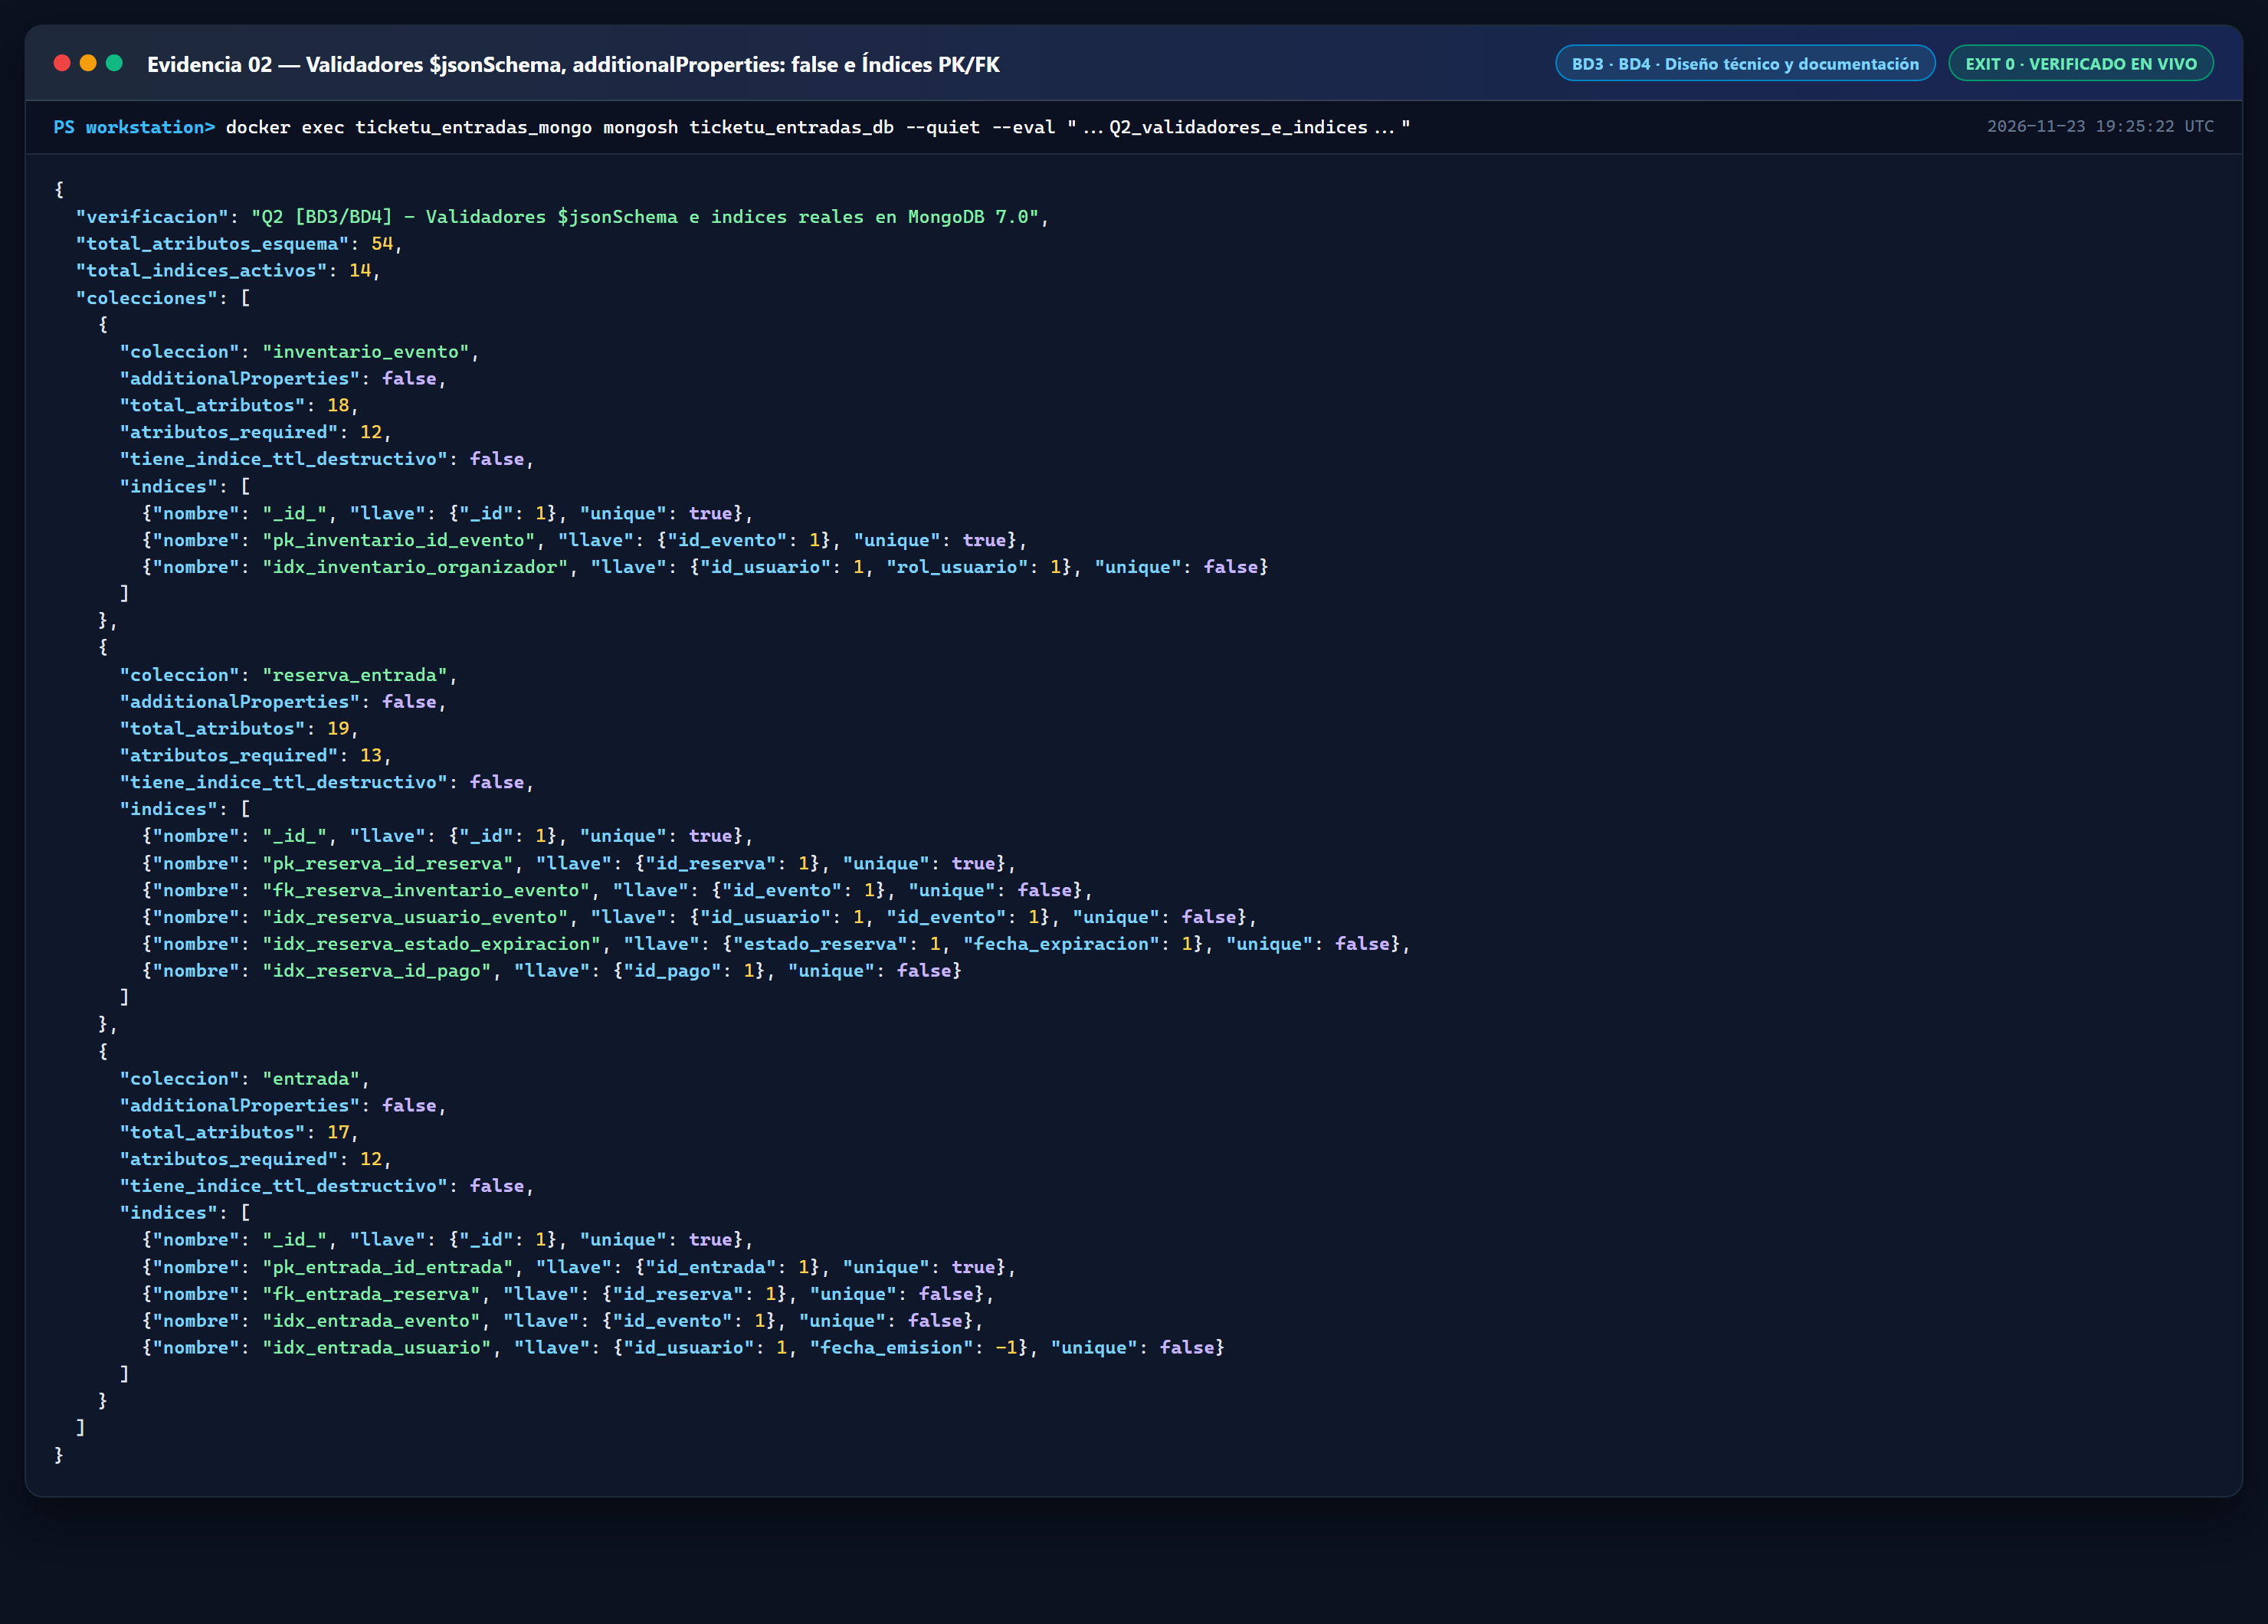 Evidencia 02 — Validadores $jsonSchema, additionalProperties: false e Índices PK/FK
BD3 · BD4 · Diseño técnico y documentación
EXIT 0 · VERIFICADO EN VIVO
PS workstation> docker exec ticketu_entradas_mongo mongosh ticketu_entradas_db --quiet --eval "...Q2_validadores_e_indices..."
2026-11-23 19:25:22 UTC
{
  "verificacion": "Q2 [BD3/BD4] - Validadores $jsonSchema e indices reales en MongoDB 7.0",
  "total_atributos_esquema": 54,
  "total_indices_activos": 14,
  "colecciones": [
    {
      "coleccion": "inventario_evento",
      "additionalProperties": false,
      "total_atributos": 18,
      "atributos_required": 12,
      "tiene_indice_ttl_destructivo": false,
      "indices": [
        {"nombre": "_id_", "llave": {"_id": 1}, "unique": true},
        {"nombre": "pk_inventario_id_evento", "llave": {"id_evento": 1}, "unique": true},
        {"nombre": "idx_inventario_organizador", "llave": {"id_usuario": 1, "rol_usuario": 1}, "unique": false}
      ]
    },
    {
      "coleccion": "reserva_entrada",
      "additionalProperties": false,
      "total_atributos": 19,
      "atributos_required": 13,
      "tiene_indice_ttl_destructivo": false,
      "indices": [
        {"nombre": "_id_", "llave": {"_id": 1}, "unique": true},
        {"nombre": "pk_reserva_id_reserva", "llave": {"id_reserva": 1}, "unique": true},
        {"nombre": "fk_reserva_inventario_evento", "llave": {"id_evento": 1}, "unique": false},
        {"nombre": "idx_reserva_usuario_evento", "llave": {"id_usuario": 1, "id_evento": 1}, "unique": false},
        {"nombre": "idx_reserva_estado_expiracion", "llave": {"estado_reserva": 1, "fecha_expiracion": 1}, "unique": false},
        {"nombre": "idx_reserva_id_pago", "llave": {"id_pago": 1}, "unique": false}
      ]
    },
    {
      "coleccion": "entrada",
      "additionalProperties": false,
      "total_atributos": 17,
      "atributos_required": 12,
      "tiene_indice_ttl_destructivo": false,
      "indices": [
        {"nombre": "_id_", "llave": {"_id": 1}, "unique": true},
        {"nombre": "pk_entrada_id_entrada", "llave": {"id_entrada": 1}, "unique": true},
        {"nombre": "fk_entrada_reserva", "llave": {"id_reserva": 1}, "unique": false},
        {"nombre": "idx_entrada_evento", "llave": {"id_evento": 1}, "unique": false},
        {"nombre": "idx_entrada_usuario", "llave": {"id_usuario": 1, "fecha_emision": -1}, "unique": false}
      ]
    }
  ]
}